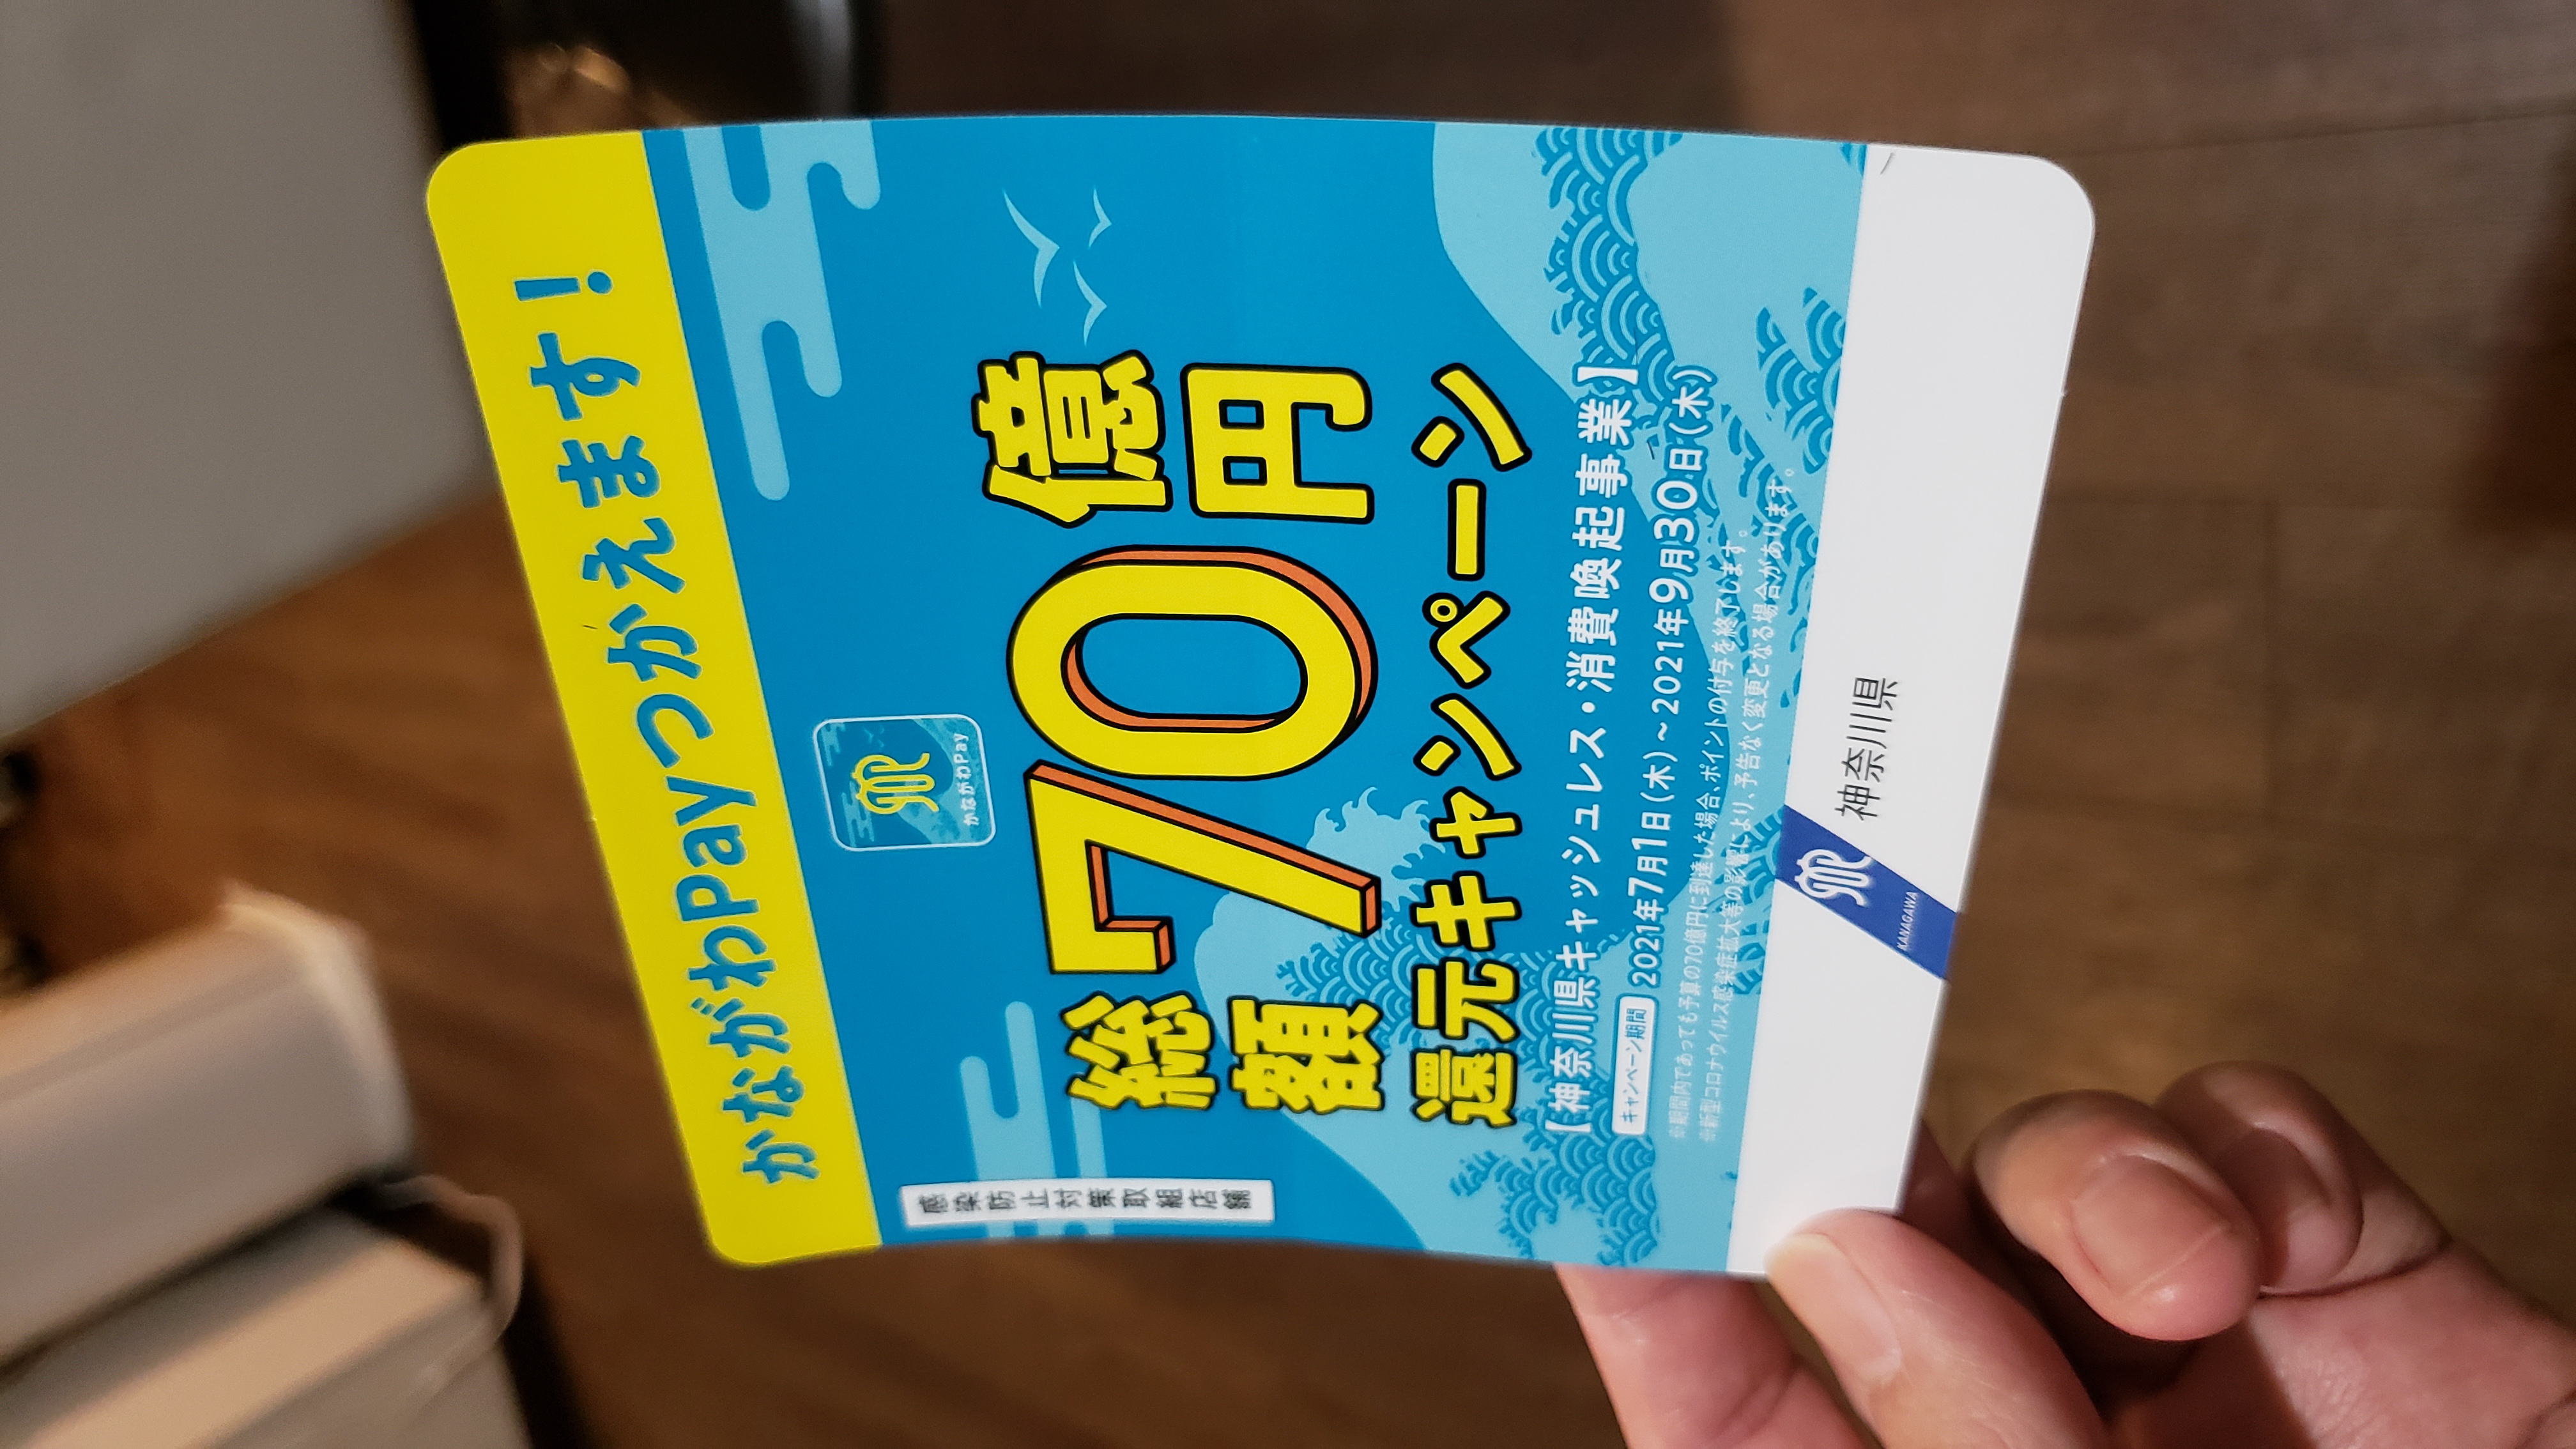 かながわPayつかえます!
感染防止対策取組店舗
かながわPay
総額70億円
還元キャンペーン
【神奈川県キャッシュレス・消費喚起事業】
キャンペーン期間 2021年7月1日(木)~2021年9月30日(木)
※期間内であっても予算の70億円に到達した場合、ポイントの付与を終了します。
※新型コロナウイルス感染症拡大等の影響により、予告なく変更となる場合があります。
KANAGAWA
神奈川県